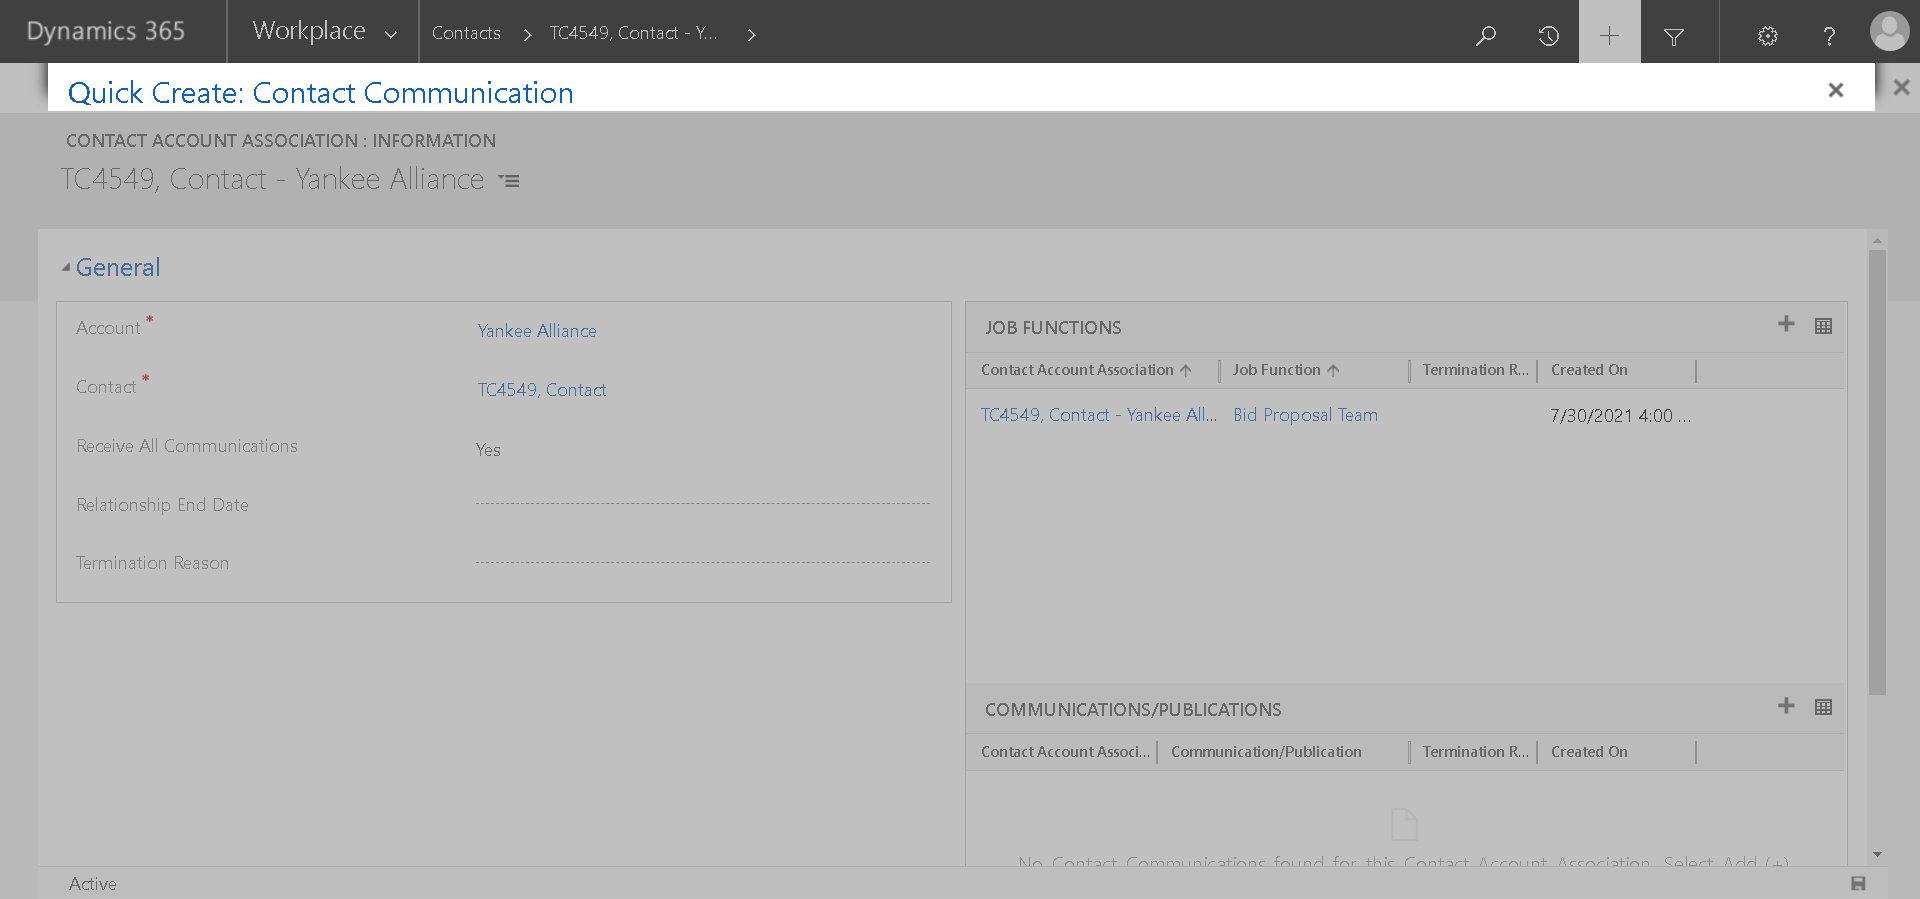 Dynamics 365
Workplace
Contacts
TC4549, Contact - Y...
Quick Create: Contact Communication
CONTACT ACCOUNT ASSOCIATION : INFORMATION
TC4549, Contact - Yankee Alliance
General
Account *
Yankee Alliance
Contact *
TC4549, Contact
Receive All Communications
Yes
Relationship End Date
Termination Reason
JOB FUNCTIONS
Contact Account Association
Job Function
Termination R...
Created On
TC4549, Contact - Yankee All...
Bid Proposal Team
7/30/2021 4:00 ...
COMMUNICATIONS/PUBLICATIONS
Contact Account Associ...
Communication/Publication
Termination R...
Created On
No Contact Communications found for this Contact Account Association. Select Add (+)
Active